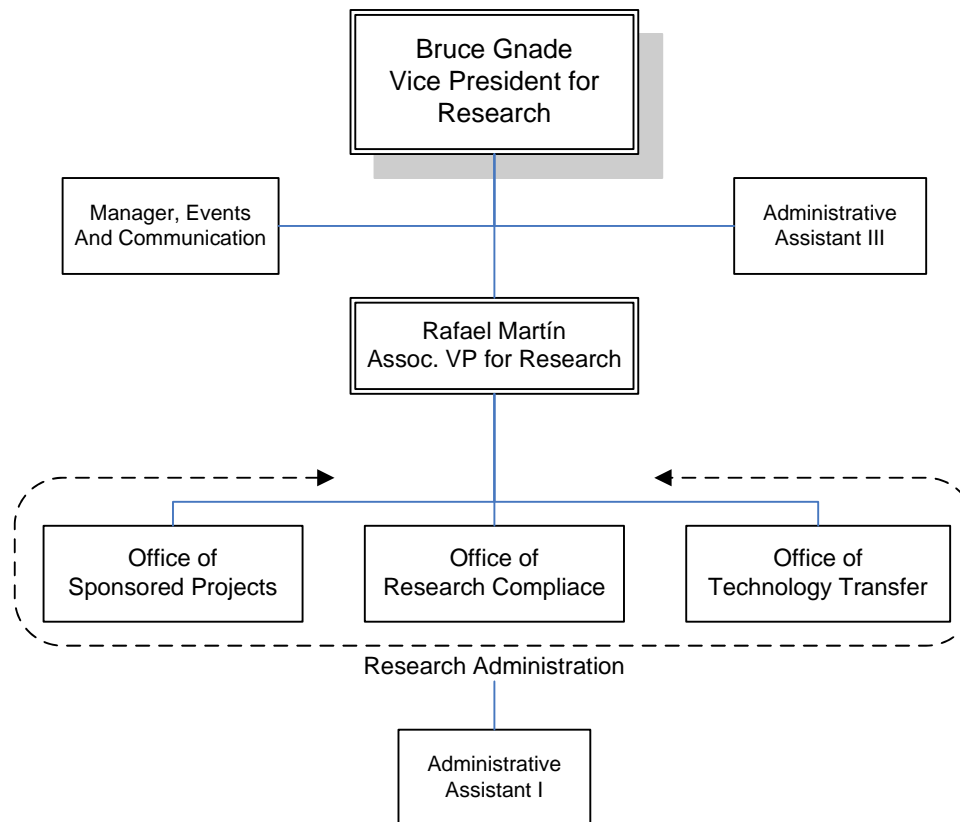 Bruce Gnade
Vice President for
Research
Manager, Events
And Communication
Administrative
Assistant III
Rafael Martín
Assoc. VP for Research
Office of
Sponsored Projects
Office of
Research Compliace
Office of
Technology Transfer
Research Administration
Administrative
Assistant I